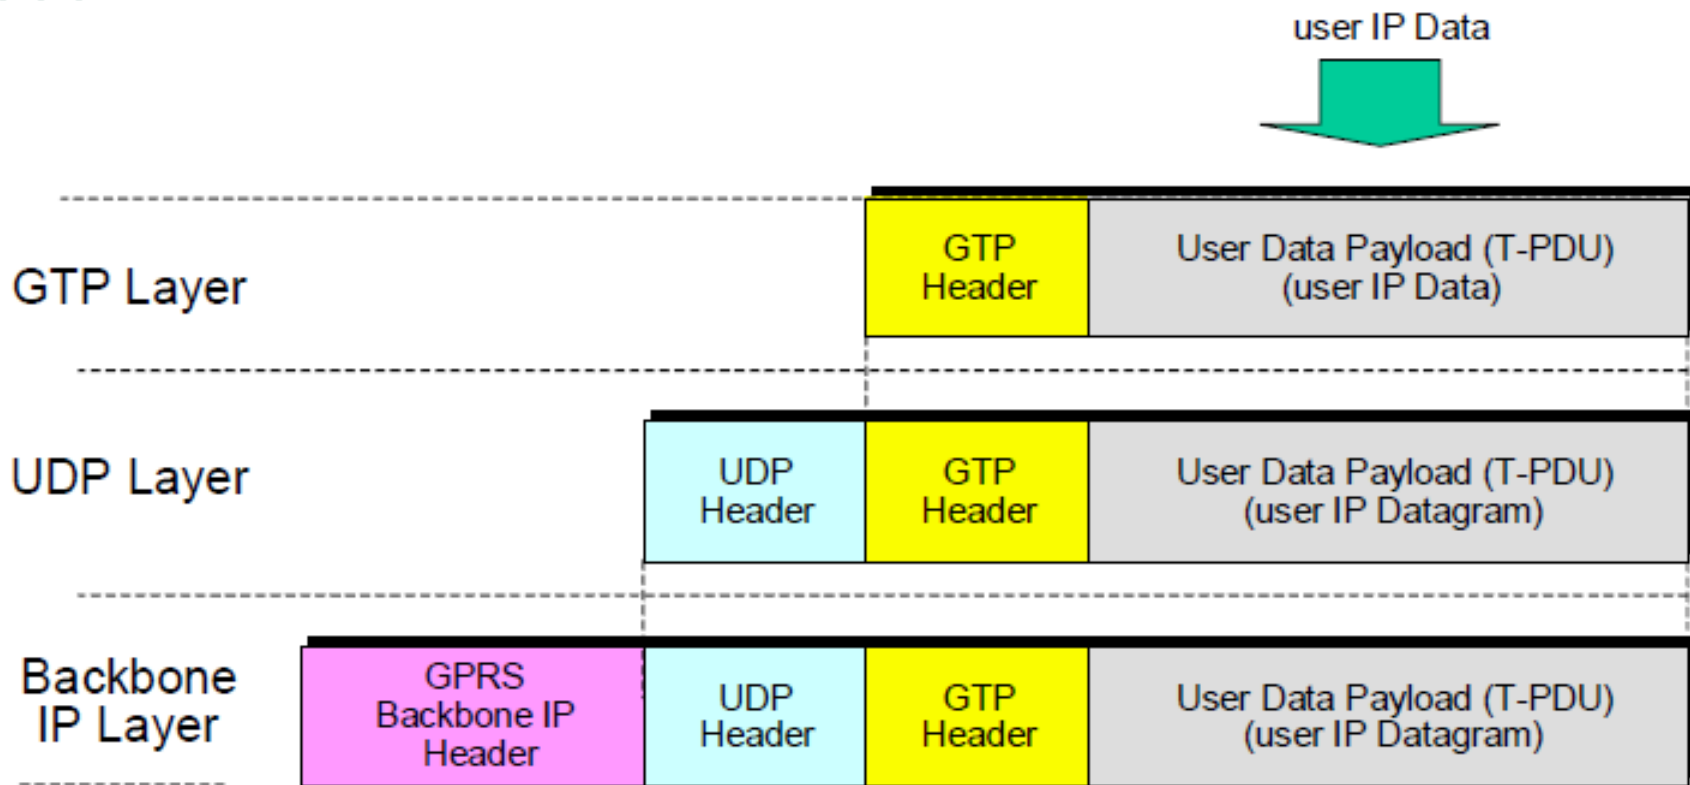 user IP Data
GTP Layer
GTP
Header
User Data Payload (T-PDU)
(user IP Data)
UDP Layer
UDP
Header
GTP
Header
User Data Payload (T-PDU)
(user IP Datagram)
Backbone
IP Layer
GPRS
Backbone IP
Header
UDP
Header
GTP
Header
User Data Payload (T-PDU)
(user IP Datagram)